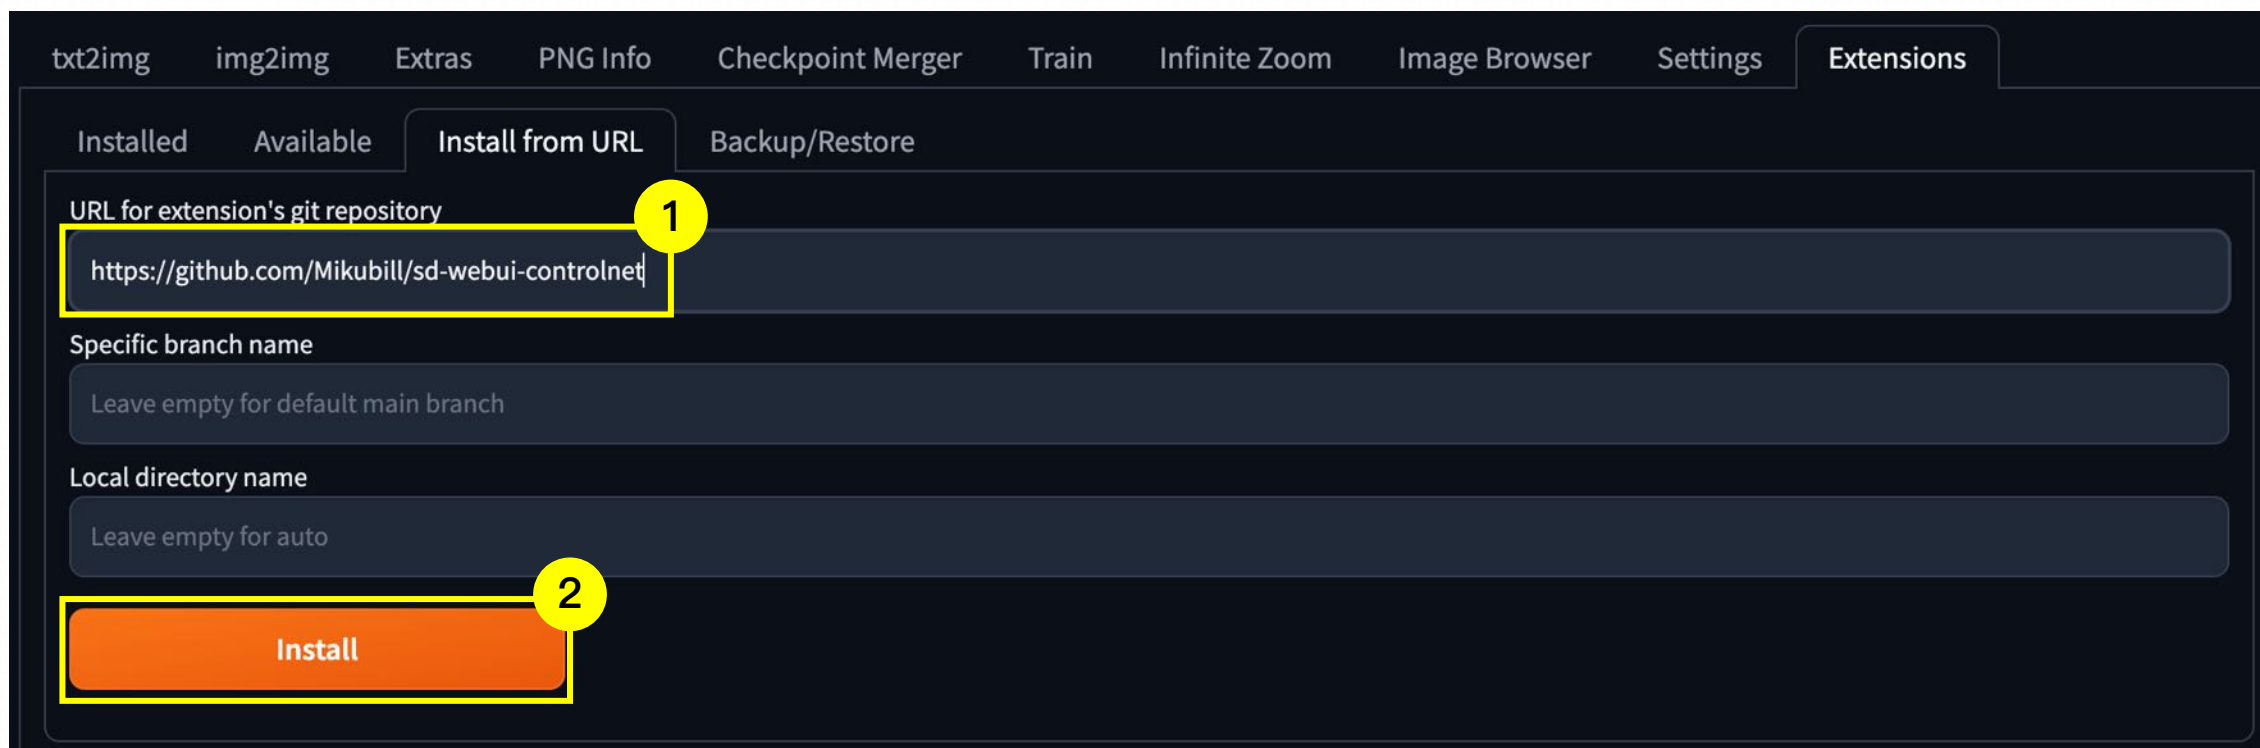 txt2img img2img Extras PNG Info Checkpoint Merger Train Infinite Zoom Image Browser Settings Extensions
Installed Available Install from URL Backup/Restore
URL for extension's git repository
1
https://github.com/Mikubill/sd-webui-controlnet
Specific branch name
Leave empty for default main branch
Local directory name
Leave empty for auto
2
Install